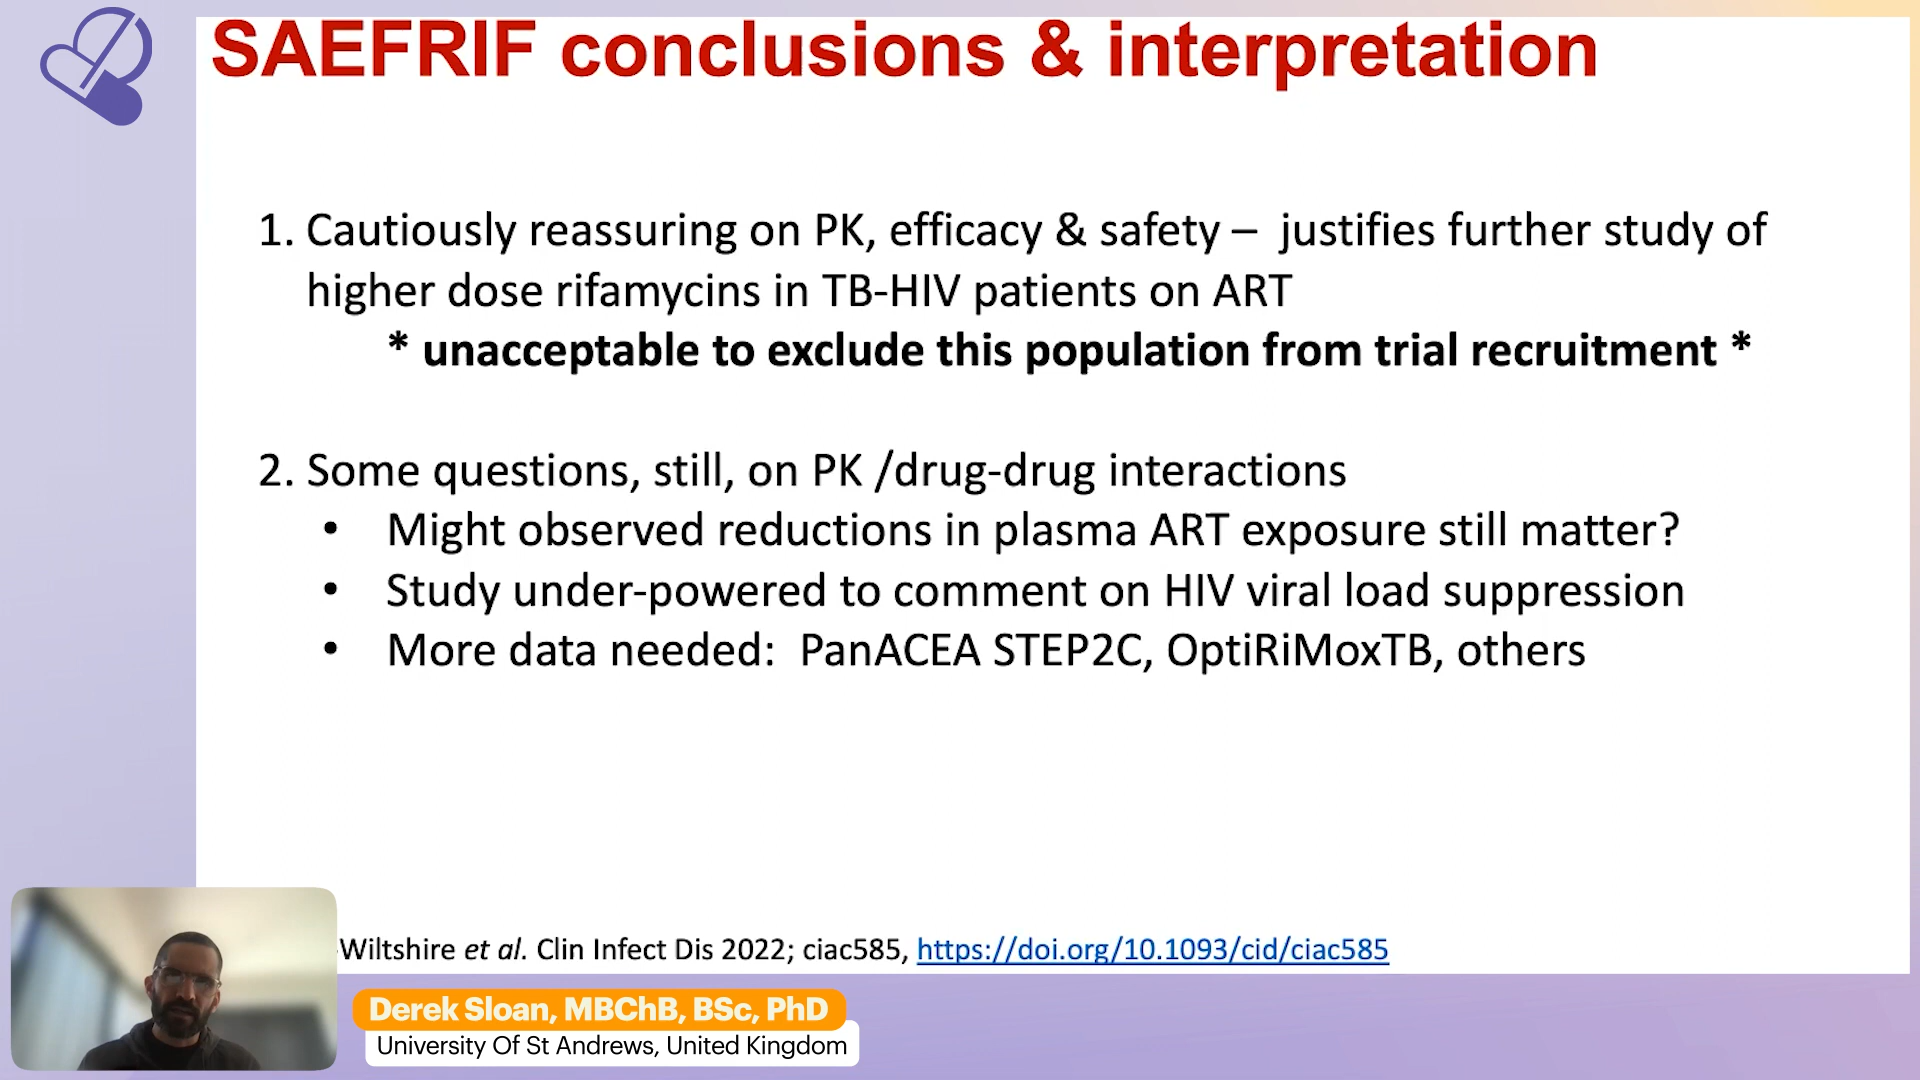 SAEFRIF conclusions & interpretation
1. Cautiously reassuring on PK, efficacy & safety – justifies further study of
higher dose rifamycins in TB-HIV patients on ART
* unacceptable to exclude this population from trial recruitment *
2. Some questions, still, on PK /drug-drug interactions
• Might observed reductions in plasma ART exposure still matter?
• Study under-powered to comment on HIV viral load suppression
• More data needed: PanACEA STEP2C, OptiRiMoxTB, others
-Wiltshire et al. Clin Infect Dis 2022; ciac585, https://doi.org/10.1093/cid/ciac585
Derek Sloan, MBChB, BSc, PhD
University Of St Andrews, United Kingdom